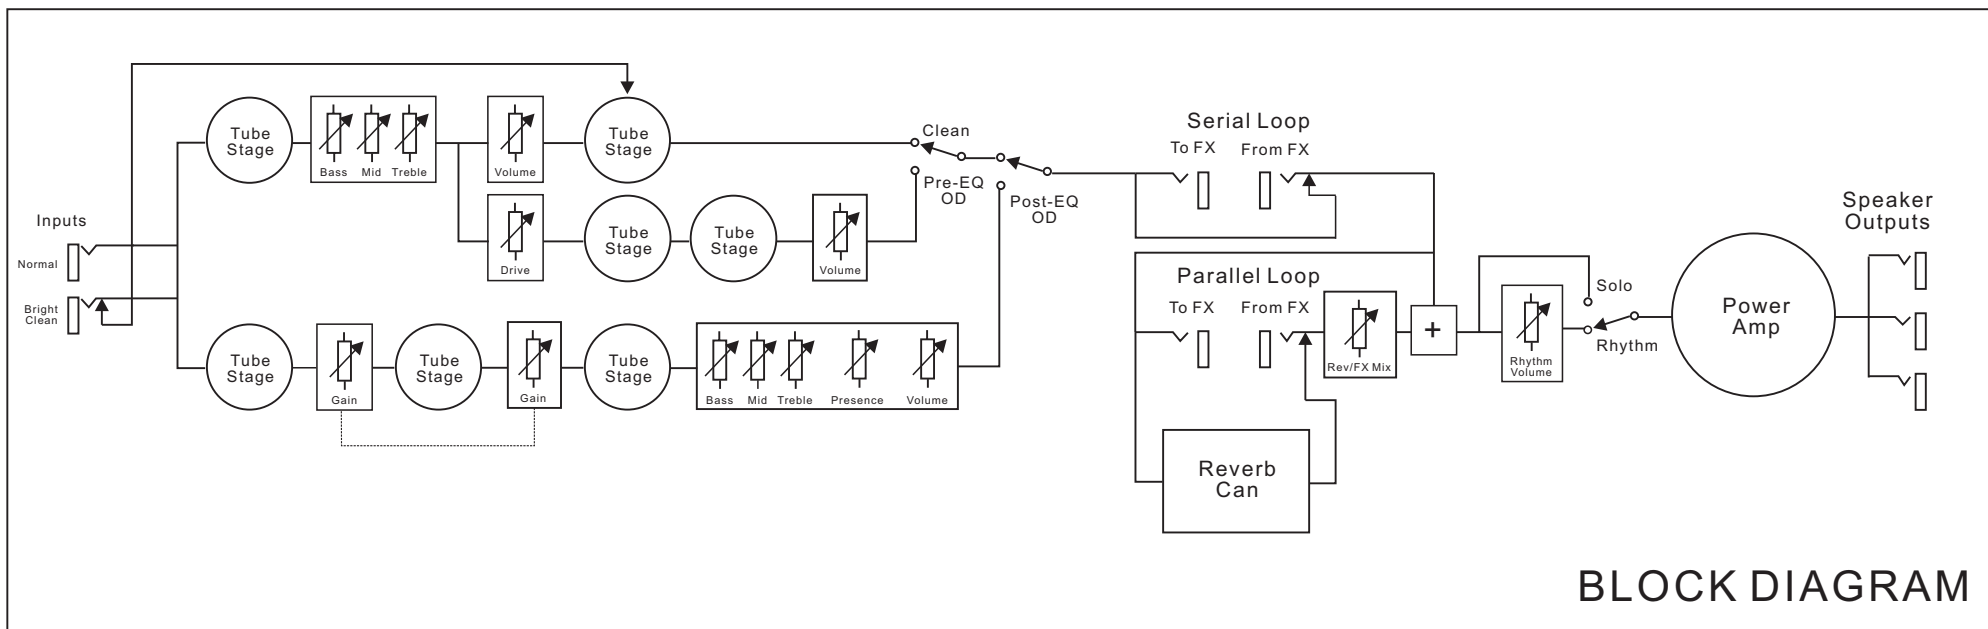 Inputs
Normal
Bright
Clean
Tube
Stage
Bass Mid Treble
Volume
Tube
Stage
Drive
Tube
Stage
Tube
Stage
Volume
Clean
Pre-EQ
OD
Post-EQ
OD
Tube
Stage
Gain
Tube
Stage
Gain
Tube
Stage
Bass Mid Treble Presence Volume
Serial Loop
To FX From FX
Parallel Loop
To FX From FX
Rev/FX Mix
+
Reverb
Can
Rhythm
Volume
Solo
Rhythm
Power
Amp
Speaker
Outputs
BLOCK DIAGRAM